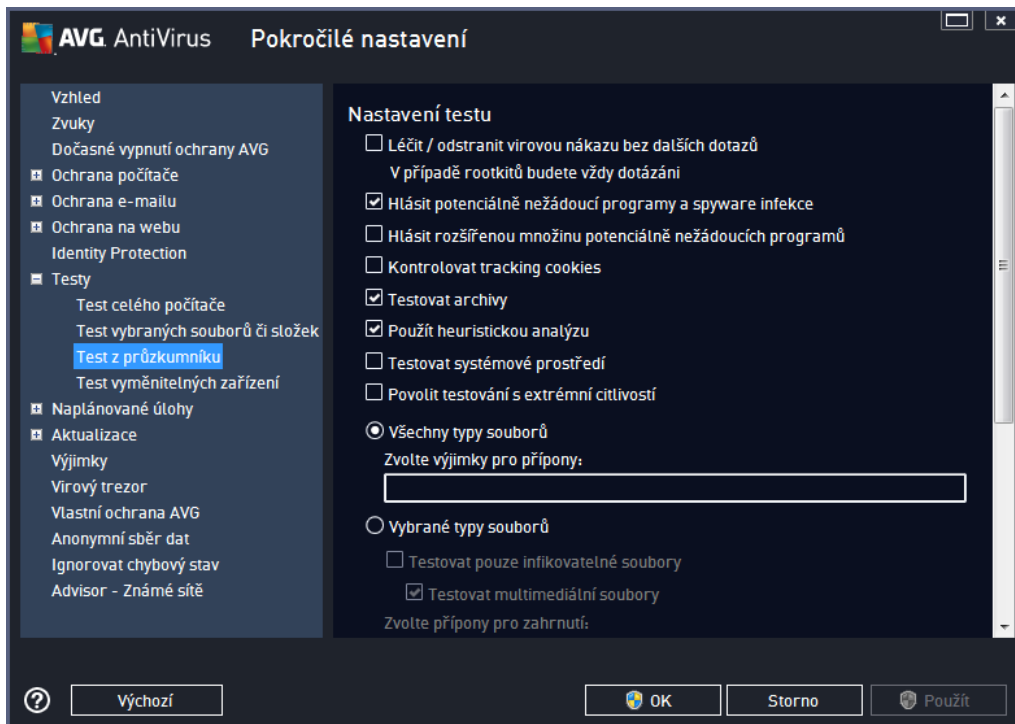 AVG. AntiVirus Pokročilé nastavení
Vzhled
Zvuky
Dočasné vypnutí ochrany AVG
Ochrana počítače
Ochrana e-mailu
Ochrana na webu
Identity Protection
Testy
Test celého počítače
Test vybraných souborů či složek
Test z průzkumníku
Test vyměnitelných zařízení
Naplánované úlohy
Aktualizace
Výjimky
Virový trezor
Vlastní ochrana AVG
Anonymní sběr dat
Ignorovat chybový stav
Advisor - Známé sítě
Nastavení testu
Léčit / odstranit virovou nákazu bez dalších dotazů
V případě rootkitů budete vždy dotázáni
Hlásit potenciálně nežádoucí programy a spyware infekce
Hlásit rozšířenou množinu potenciálně nežádoucích programů
Kontrolovat tracking cookies
Testovat archivy
Použít heuristickou analýzu
Testovat systémové prostředí
Povolit testování s extrémní citlivostí
Všechny typy souborů
Zvolte výjimky pro přípony:
Vybrané typy souborů
Testovat pouze infikovatelné soubory
Testovat multimediální soubory
Zvolte přípony pro zahrnutí:
Výchozí
OK
Storno
Použít